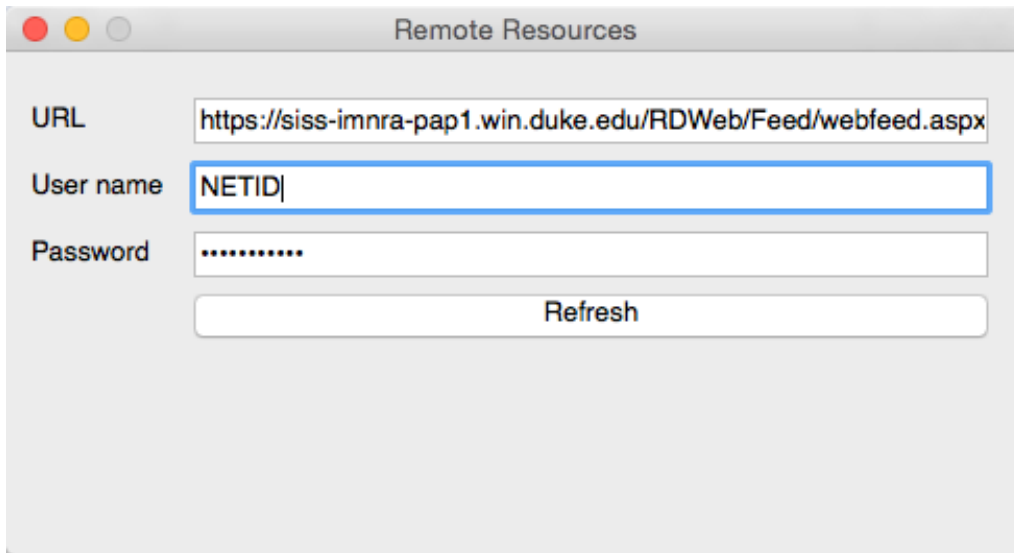 Remote Resources
URL https://siss-imnra-pap1.win.duke.edu/RDWeb/Feed/webfeed.aspx
User name NETID
Password •••••••••••
Refresh